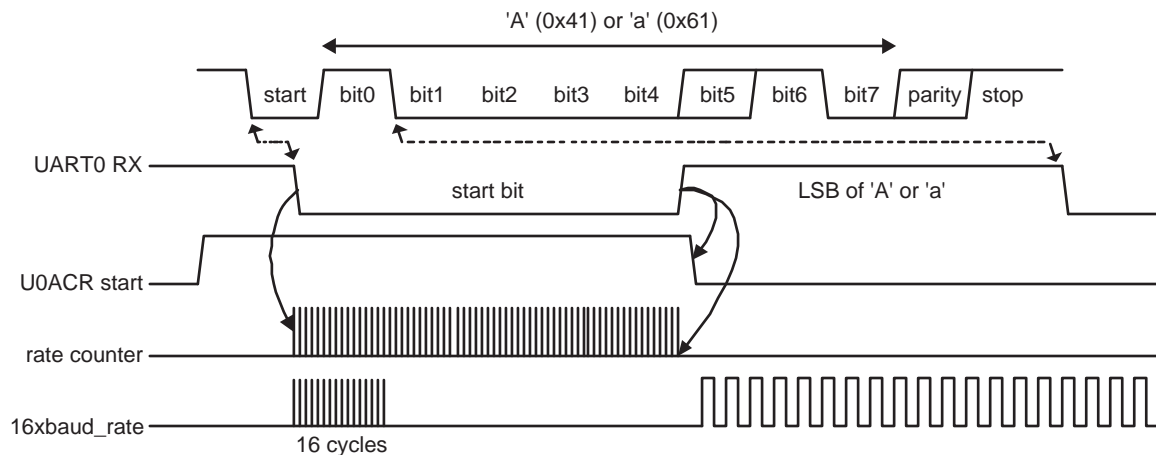 'A' (0x41) or 'a' (0x61)
start bit0 bit1 bit2 bit3 bit4 bit5 bit6 bit7 parity stop
UART0 RX
start bit LSB of 'A' or 'a'
U0ACR start
rate counter
16xbaud_rate
16 cycles